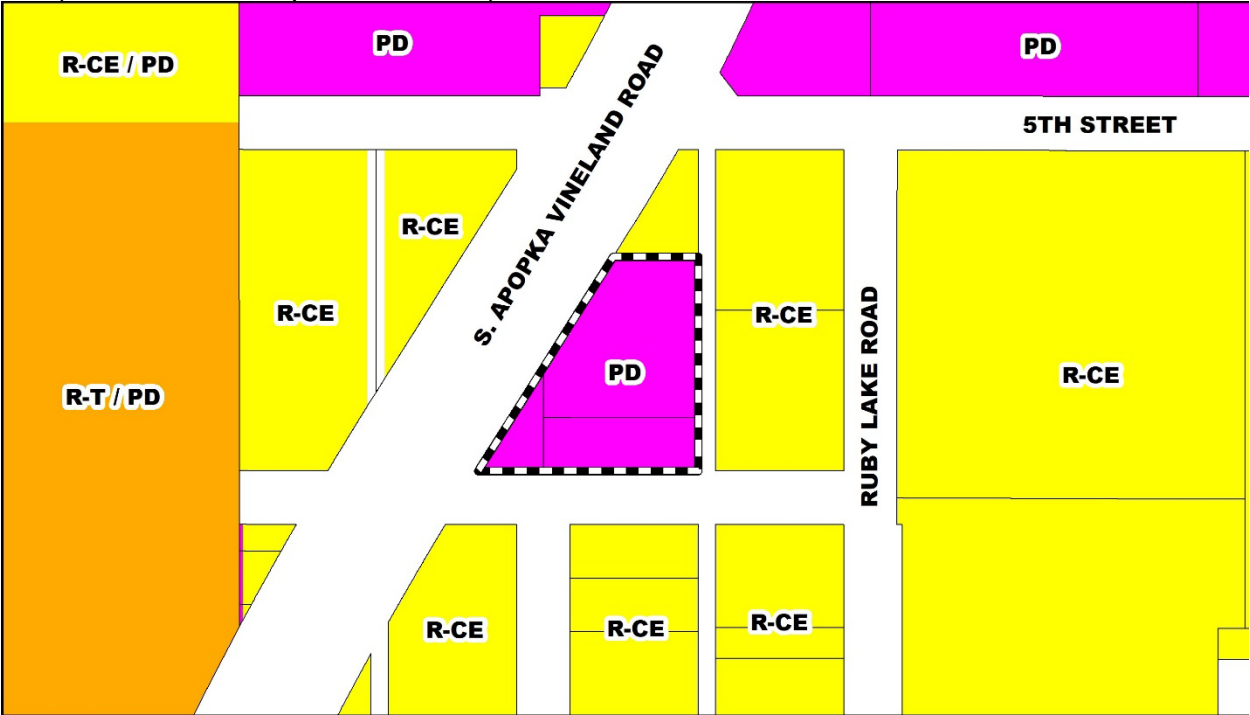 PD
PD
R-CE / PD
5TH STREET
S. APOPKA VINELAND ROAD
R-CE
R-CE
R-CE
PD
R-CE
R-T / PD
RUBY LAKE ROAD
R-CE
R-CE
R-CE